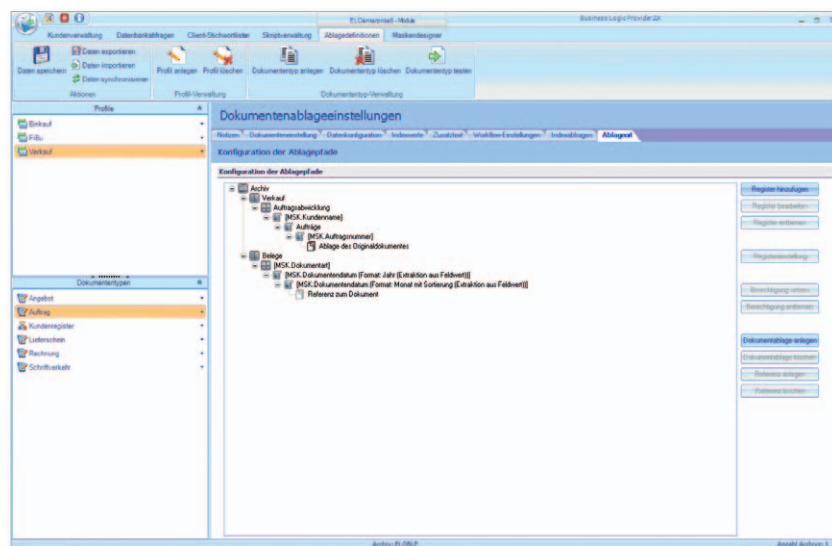 Business Logic Provider
Kundenverwaltung Datenbankabfragen Client-Stichwortlisten Skriptverwaltung Ablagedefinitionen Maskendesigner
Daten exportieren
Daten importieren
Daten synchronisieren
Daten speichern Profil anlegen Profil löschen Dokumententyp anlegen Dokumententyp löschen Dokumententyp testen
Aktionen Profil-Verwaltung Dokumententyp-Verwaltung
Profile
Einkauf
FiBu
Verkauf
Dokumententypen
Angebot
Auftrag
Kundenregister
Lieferschein
Rechnung
Schriftverkehr
Dokumentenablageeinstellungen
Notizen Dokumenteneinstellung Datenkonfiguration Indexwerte Zusatztext Workflow-Einstellungen Indexablagen Ablageort
Konfiguration der Ablagepfade
Konfiguration der Ablagepfade
Archiv
Verkauf
Auftragsabwicklung
[MSK.Kundenname]
Aufträge
[MSK.Auftragsnummer]
Ablage des Originaldokumentes
Belege
[MSK.Dokumentart]
[MSK.Dokumentendatum (Format: Jahr (Extraktion aus Feldwert))]
[MSK.Dokumentendatum (Format: Monat mit Sortierung (Extraktion aus Feldwert))]
Referenz zum Dokument
Register hinzufügen
Register bearbeiten
Register entfernen
Registereinstellung
Berechtigung setzen
Berechtigung entfernen
Dokumentablage anlegen
Dokumentablage löschen
Referenz anlegen
Referenz löschen